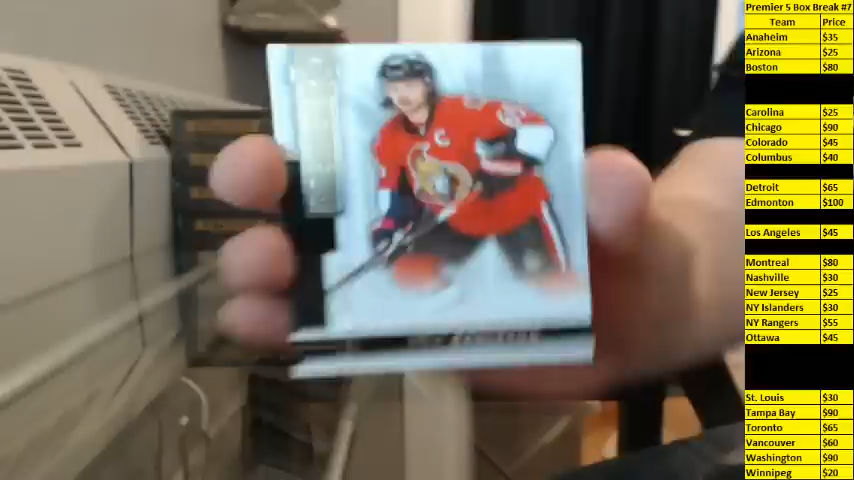 Premier 5 Box Break #7
Team Price
Anaheim $35
Arizona $25
Boston $80
Carolina $25
Chicago $90
Colorado $45
Columbus $40
Detroit $65
Edmonton $100
Los Angeles $45
Montreal $80
Nashville $30
New Jersey $25
NY Islanders $30
NY Rangers $55
Ottawa $45
St. Louis $30
Tampa Bay $90
Toronto $65
Vancouver $60
Washington $90
Winnipeg $20
C